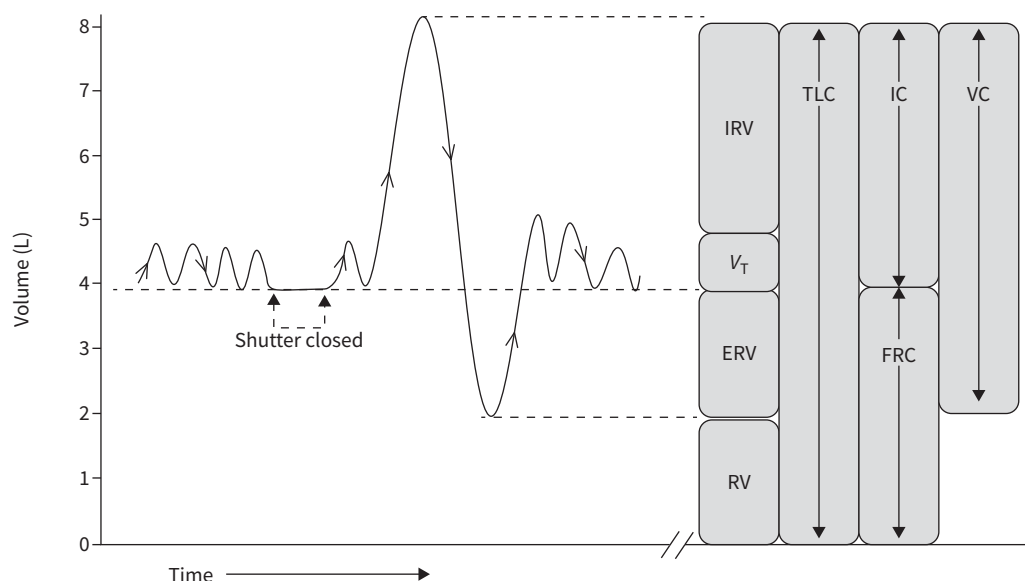 Volume (L)
8
7
6
5
4
3
2
1
0
Shutter closed
Time
IRV
VT
ERV
RV
TLC
IC
FRC
VC